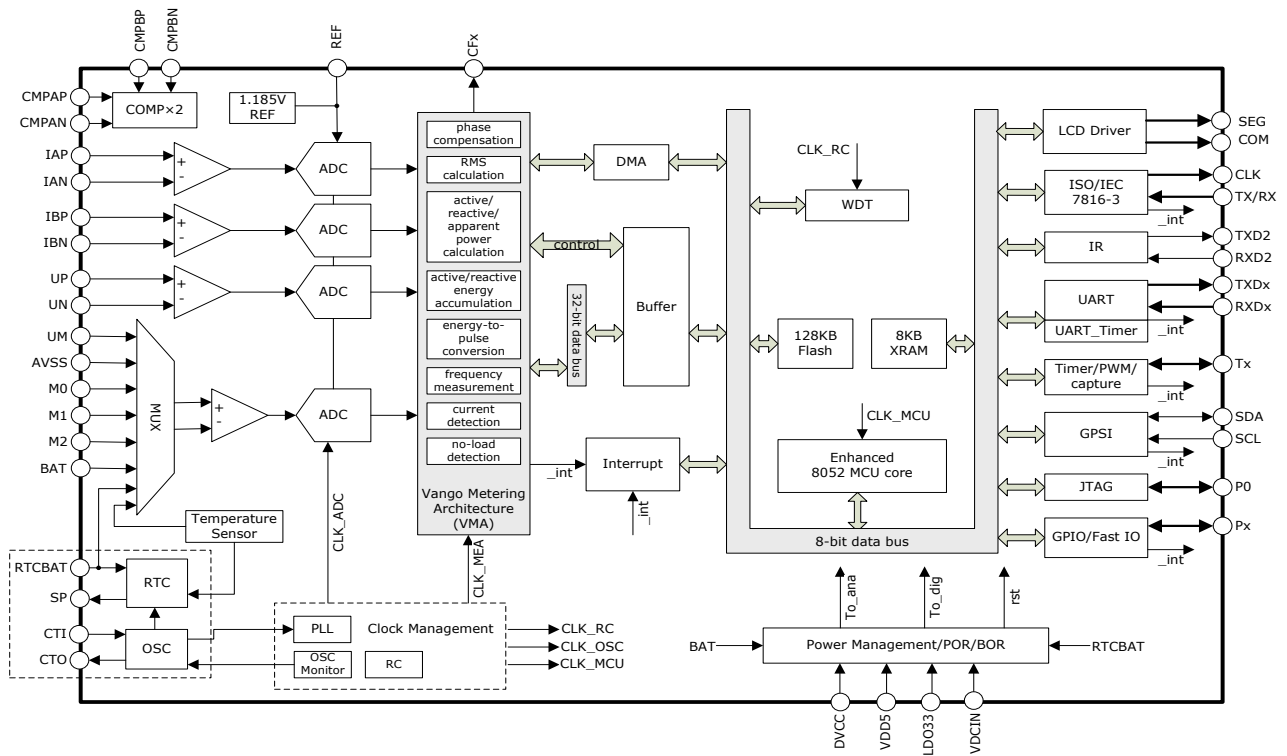 CMPBP
CMPBN
REF
CFx
CMPAP
CMPAN
COMP×2
1.185V
REF
IAP
IAN
IBP
IBN
UP
UN
UM
AVSS
M0
M1
M2
BAT
+
-
+
-
+
-
+
-
MUX
ADC
ADC
ADC
ADC
phase
compensation
RMS
calculation
active/
reactive/
apparent
power
calculation
active/reactive
energy
accumulation
energy-to-
pulse
conversion
frequency
measurement
current
detection
no-load
detection
Vango Metering
Architecture
(VMA)
CLK_ADC
CLK_MEA
DMA
control
32-bit data bus
Buffer
_int
Interrupt
_int
CLK_RC
WDT
128KB
Flash
8KB
XRAM
CLK_MCU
Enhanced
8052 MCU core
8-bit data bus
LCD Driver
SEG
COM
ISO/IEC
7816-3
CLK
TX/RX
_int
IR
TXD2
RXD2
UART
UART_Timer
TXDx
RXDx
_int
Timer/PWM/
capture
Tx
_int
GPSI
SDA
SCL
_int
JTAG
P0
GPIO/Fast IO
Px
_int
Temperature
Sensor
RTCBAT
SP
CTI
CTO
RTC
OSC
PLL
Clock Management
OSC
Monitor
RC
CLK_RC
CLK_OSC
CLK_MCU
To_ana
To_dig
rst
BAT
Power Management/POR/BOR
RTCBAT
DVCC
VDD5
LDO33
VDCIN